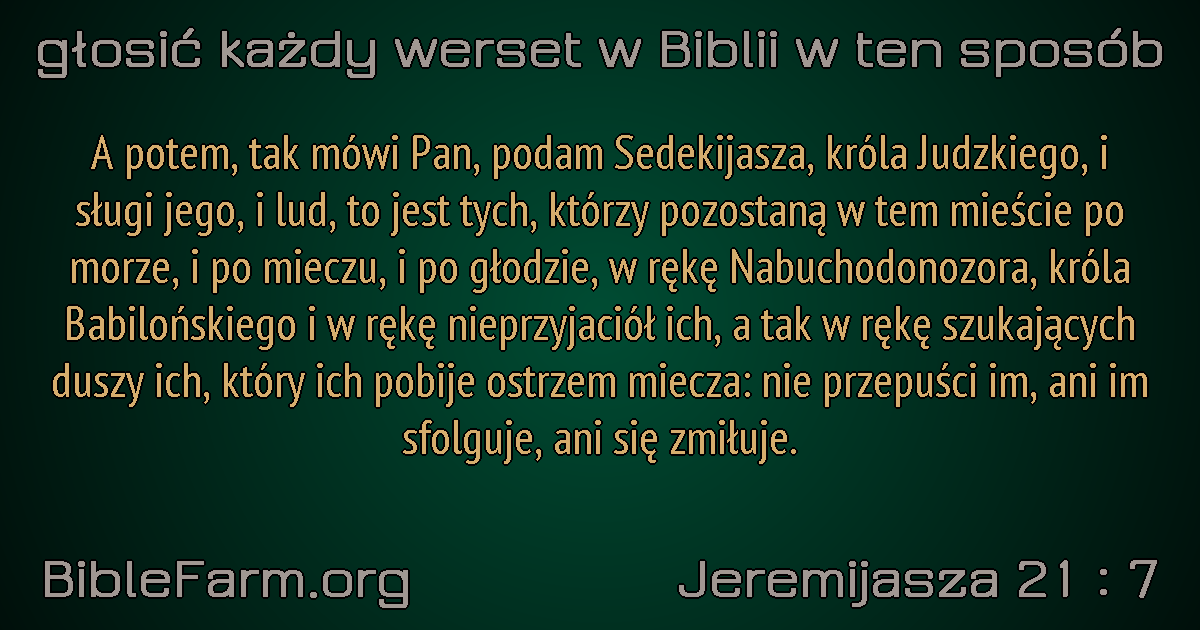 głosić każdy werset w Biblii w ten sposób
A potem, tak mówi Pan, podam Sedekijasza, króla Judzkiego, i
sługi jego, i lud, to jest tych, którzy pozostaną w tem mieście po
morze, i po mieczu, i po głodzie, w rękę Nabuchodonozora, króla
Babilońskiego i w rękę nieprzyjaciół ich, a tak w rękę szukających
duszy ich, który ich pobije ostrzem miecza: nie przepuści im, ani im
sfolguje, ani się zmiłuje.
BibleFarm.org
Jeremijasza 21 : 7